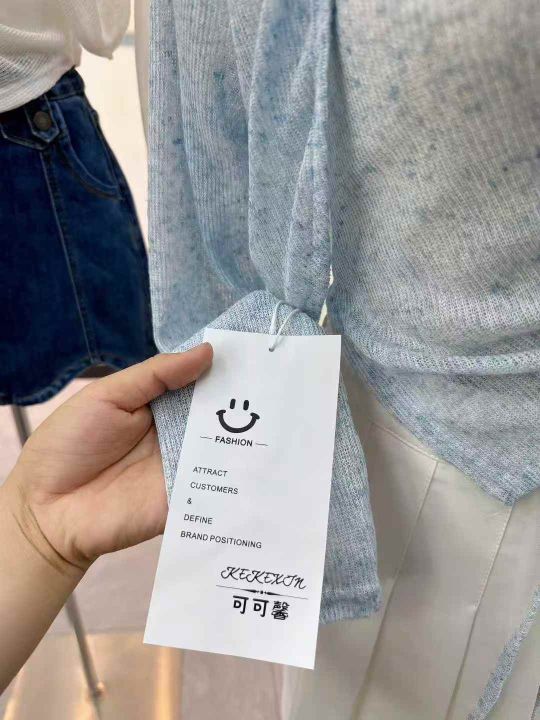 FASHION
ATTRACT
CUSTOMERS
&
DEFINE
BRAND POSITIONING
KEKEXIN
可可馨